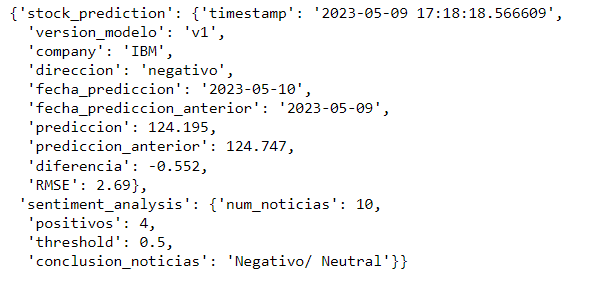 {'stock_prediction': {'timestamp': '2023-05-09 17:18:18.566609',
'version_modelo': 'v1',
'company': 'IBM',
'direccion': 'negativo',
'fecha_prediccion': '2023-05-10',
'fecha_prediccion_anterior': '2023-05-09',
'prediccion': 124.195,
'prediccion_anterior': 124.747,
'diferencia': -0.552,
'RMSE': 2.69},
'sentiment_analysis': {'num_noticias': 10,
'positivos': 4,
'threshold': 0.5,
'conclusion_noticias': 'Negativo/ Neutral'}}